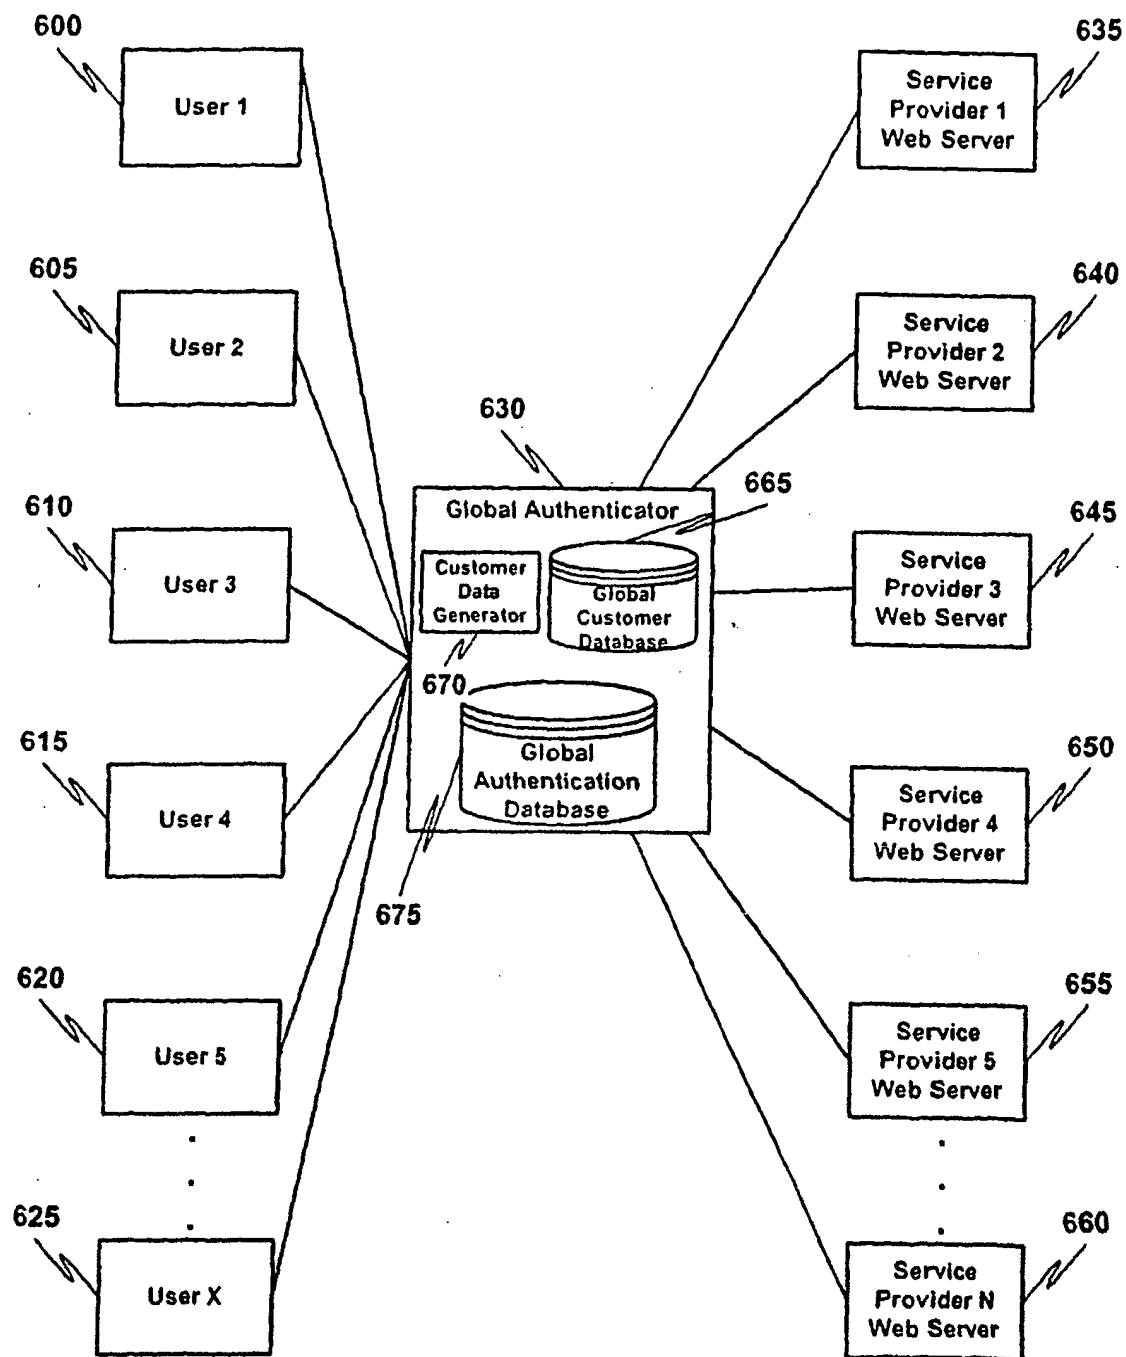 600
User 1
605
User 2
610
User 3
615
User 4
620
User 5
625
User X
630
Global Authenticator
665
Customer
Data
Generator
670
Global
Customer
Database
Global
Authentication
Database
675
635
Service
Provider 1
Web Server
640
Service
Provider 2
Web Server
645
Service
Provider 3
Web Server
650
Service
Provider 4
Web Server
655
Service
Provider 5
Web Server
660
Service
Provider N
Web Server